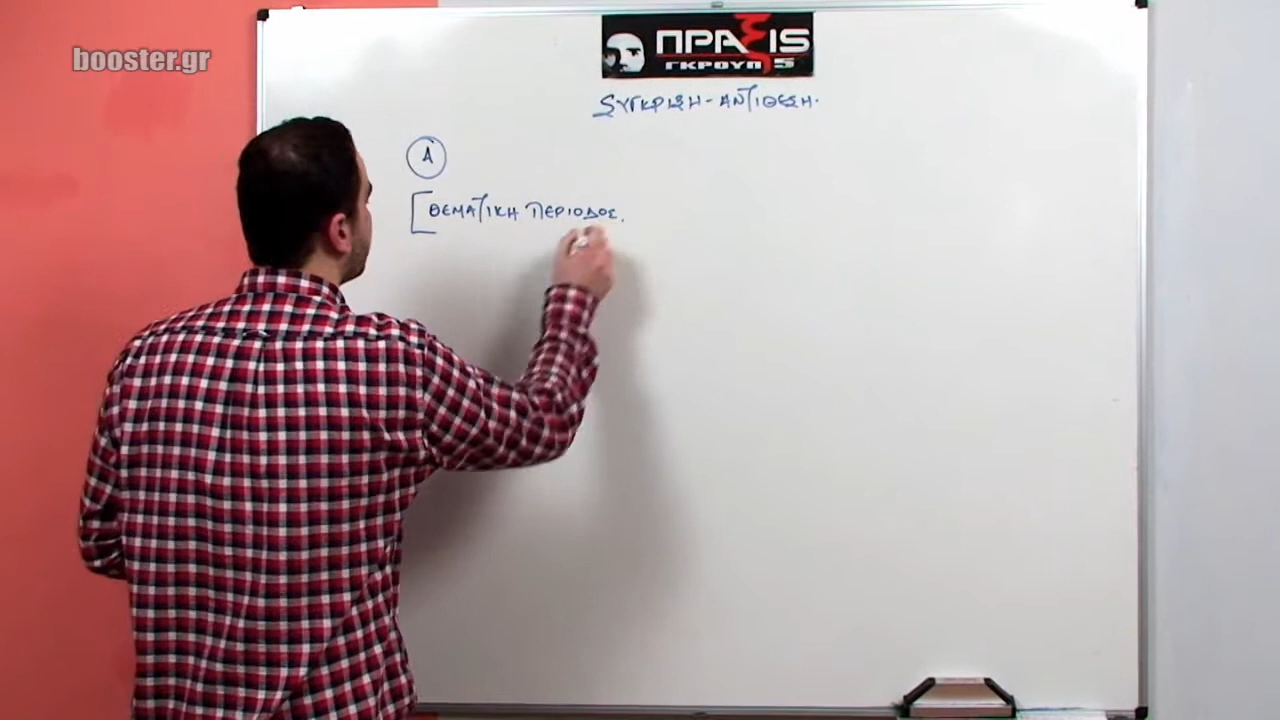 booster.gr
ΠΡΑΞΙS
ΓΚΡΟΥΠ 5
ΣΥΓΚΡΙΣΗ - ΑΝΤΙΘΕΣΗ.
Α
[ΘΕΜΑΤΙΚΗ ΠΕΡΙΟΔΟΣ.